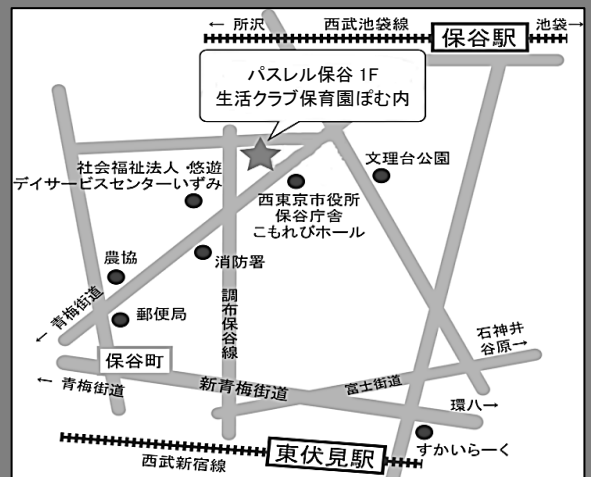 ← 所沢
西武池袋線
池袋→
保谷駅
パスレル保谷 1F
生活クラブ保育園ぽむ内
文理台公園
社会福祉法人・悠遊
デイサービスセンターいずみ
西東京市役所
保谷庁舎
こもれびホール
農協
消防署
← 青梅街道
郵便局
調布保谷線
石神井
谷原→
保谷町
← 青梅街道
新青梅街道
富士街道
環八→
すかいらーく
東伏見駅
西武新宿線